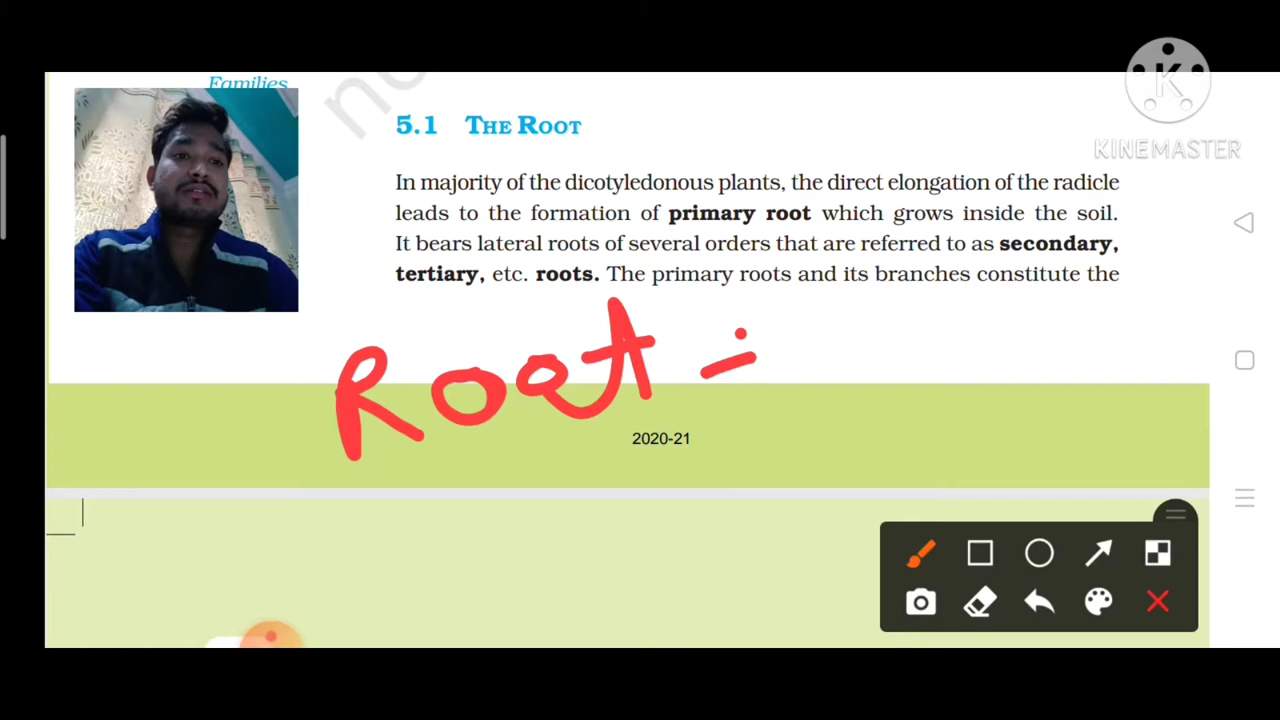 Families
KINEMASTER
5.1 THE ROOT
In majority of the dicotyledonous plants, the direct elongation of the radicle
leads to the formation of primary root which grows inside the soil.
It bears lateral roots of several orders that are referred to as secondary,
tertiary, etc. roots. The primary roots and its branches constitute the
Root :-
2020-21